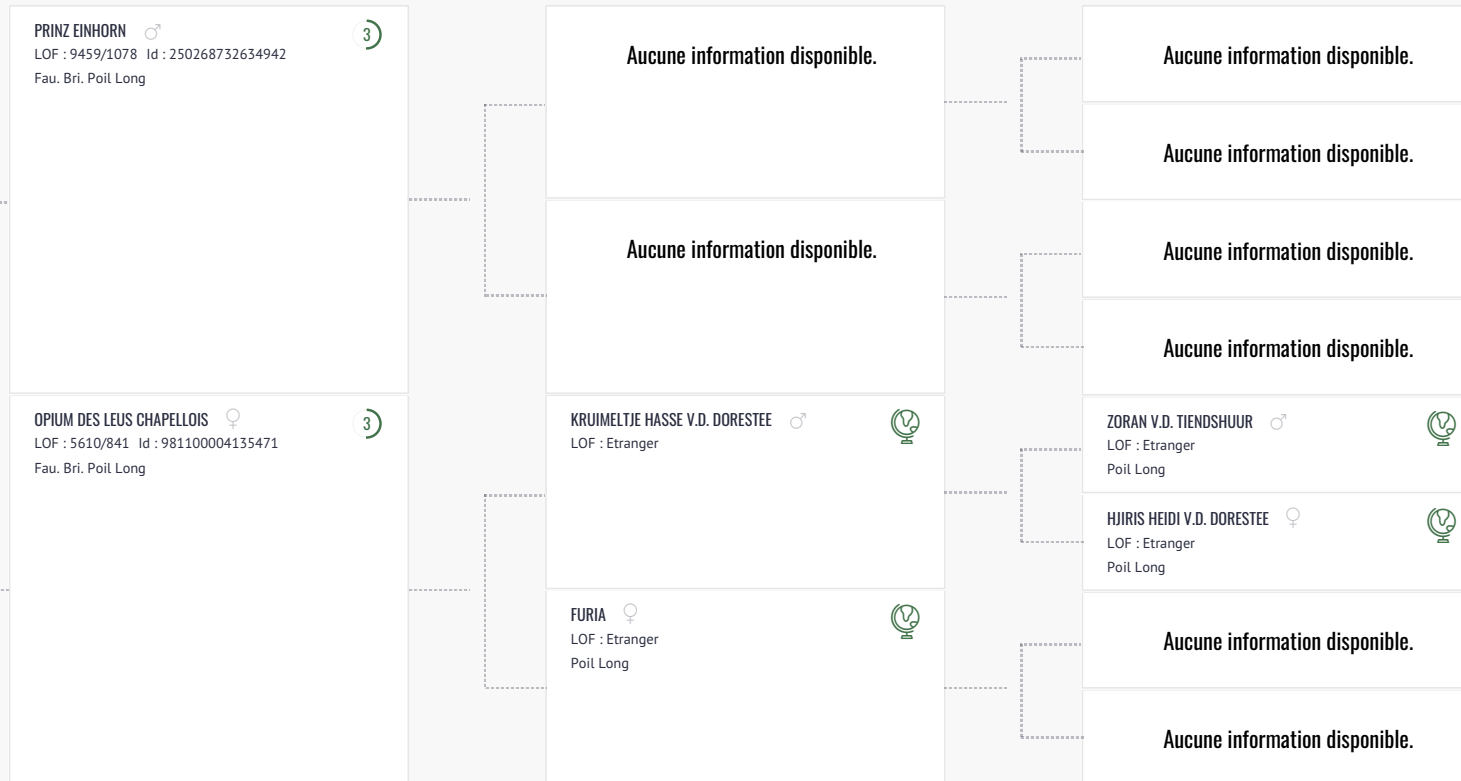 PRINZ EINHORN
3
LOF : 9459/1078 Id : 250268732634942
Fau. Bri. Poil Long
OPIUM DES LEUS CHAPELLOIS
3
LOF : 5610/841 Id : 981100004135471
Fau. Bri. Poil Long
Aucune information disponible.
Aucune information disponible.
KRUIMELTJE HASSE V.D. DORESTEE
LOF : Etranger
FURIA
LOF : Etranger
Poil Long
Aucune information disponible.
Aucune information disponible.
Aucune information disponible.
Aucune information disponible.
ZORAN V.D. TIENDSHUUR
LOF : Etranger
Poil Long
HJIRIS HEIDI V.D. DORESTEE
LOF : Etranger
Poil Long
Aucune information disponible.
Aucune information disponible.